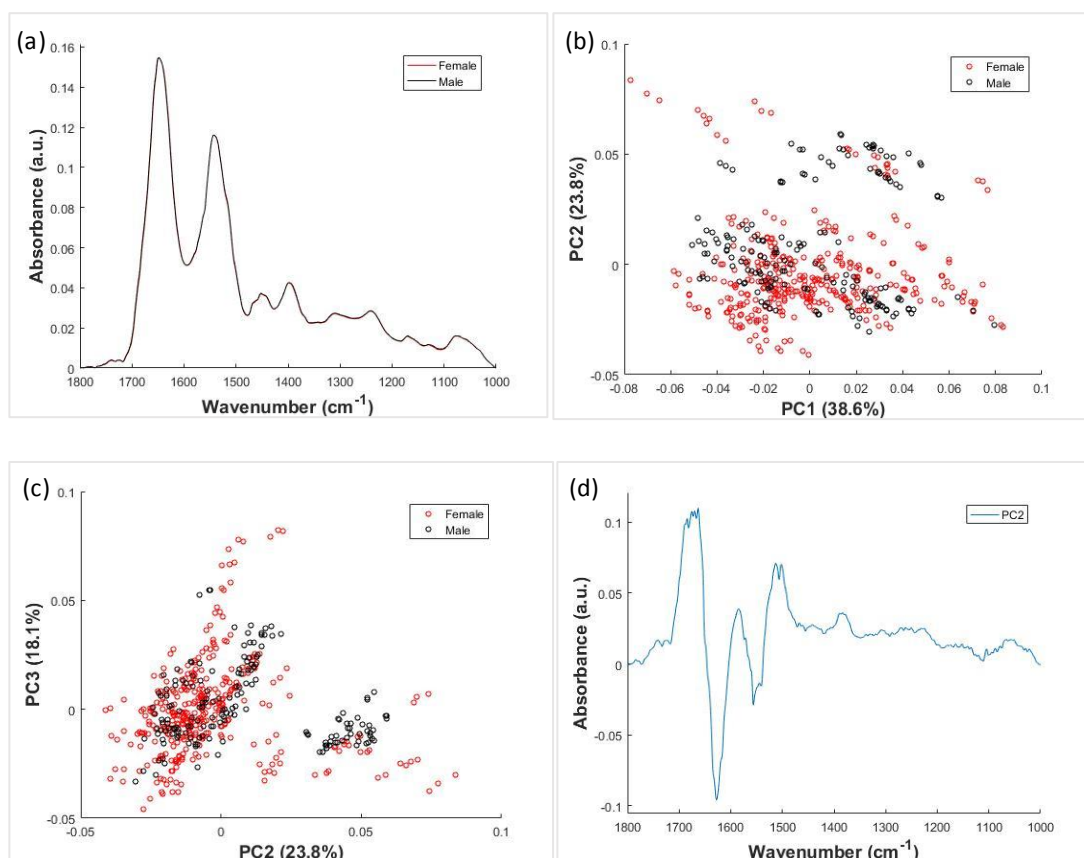 (a)
Female
Male
0.16
0.14
0.12
0.1
0.08
0.06
0.04
0.02
0
Absorbance (a.u.)
1800
1700
1600
1500
1400
1300
1200
1100
1000
Wavenumber (cm⁻¹)
(b)
Female
Male
0.1
0.05
0
-0.05
PC2 (23.8%)
-0.08
-0.06
-0.04
-0.02
0
0.02
0.04
0.06
0.08
0.1
PC1 (38.6%)
(c)
Female
Male
0.1
0.05
0
-0.05
PC3 (18.1%)
-0.05
0
0.05
0.1
PC2 (23.8%)
(d)
PC2
0.1
0.05
0
-0.05
-0.1
Absorbance (a.u.)
1800
1700
1600
1500
1400
1300
1200
1100
1000
Wavenumber (cm⁻¹)